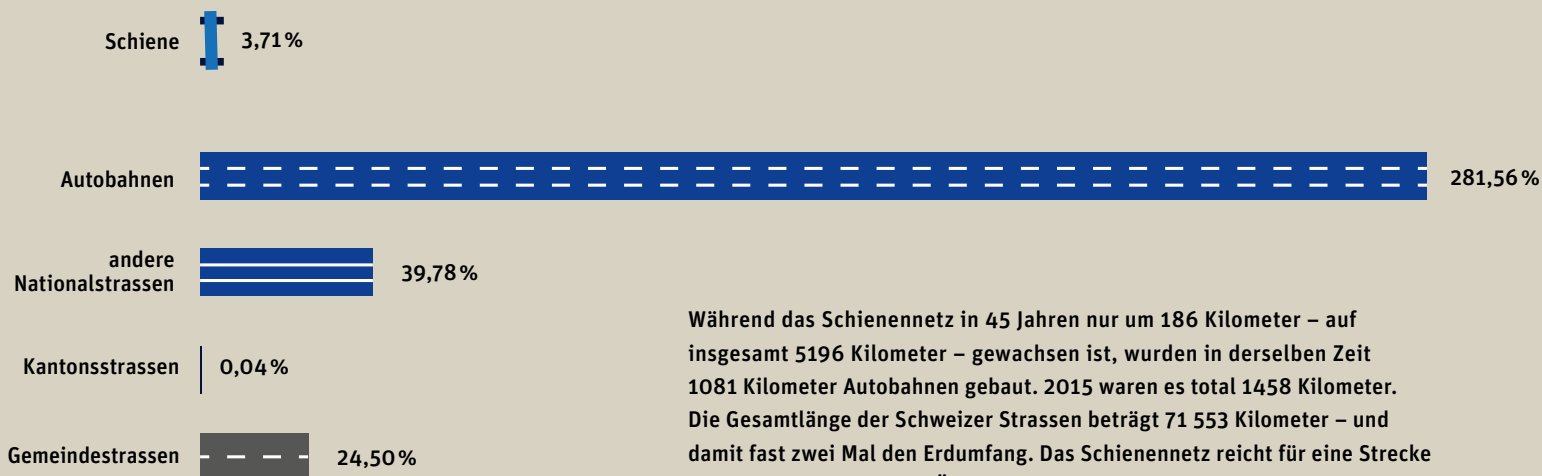 Schiene 3,71 %
Autobahnen 281,56 %
andere
Nationalstrassen 39,78 %
Kantonsstrassen 0,04 %
Gemeindestrassen 24,50 %
Während das Schienennetz in 45 Jahren nur um 186 Kilometer – auf
insgesamt 5196 Kilometer – gewachsen ist, wurden in derselben Zeit
1081 Kilometer Autobahnen gebaut. 2015 waren es total 1458 Kilometer.
Die Gesamtlänge der Schweizer Strassen beträgt 71 553 Kilometer – und
damit fast zwei Mal den Erdumfang. Das Schienennetz reicht für eine Strecke